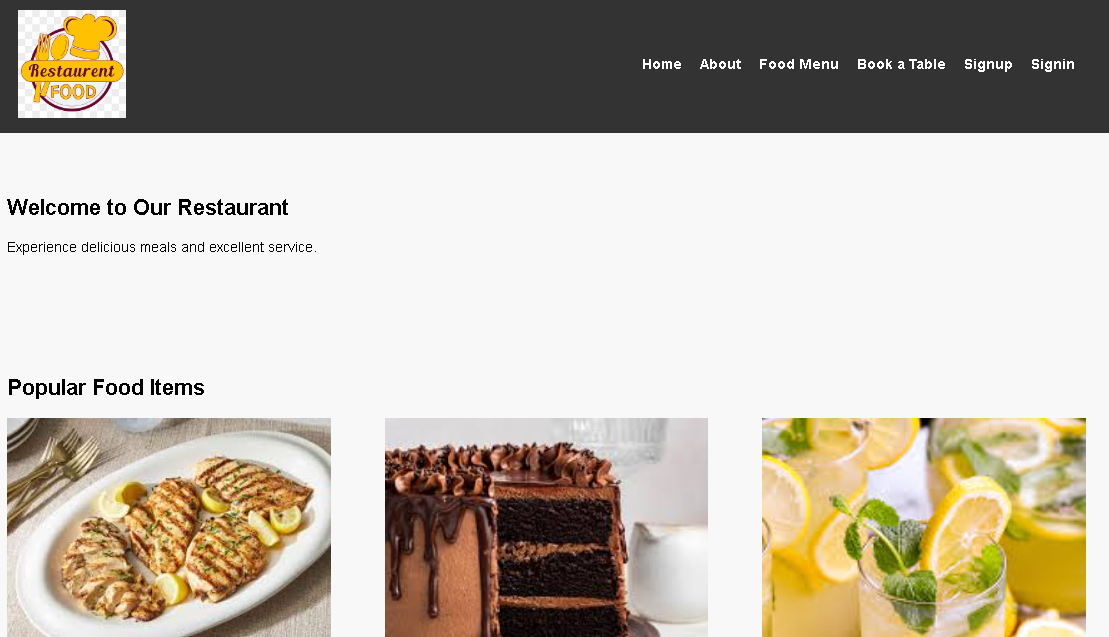 Restaurent
FOOD
Home About Food Menu Book a Table Signup Signin
Welcome to Our Restaurant
Experience delicious meals and excellent service.
Popular Food Items